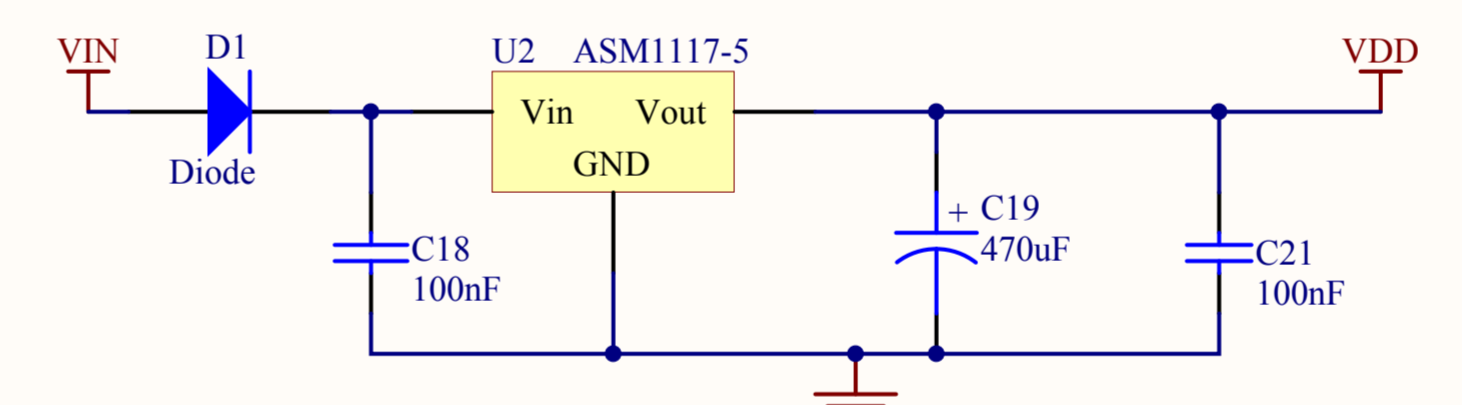 VIN
D1
Diode
C18
100nF
U2 ASM1117-5
Vin Vout
GND
+ C19
470uF
C21
100nF
VDD